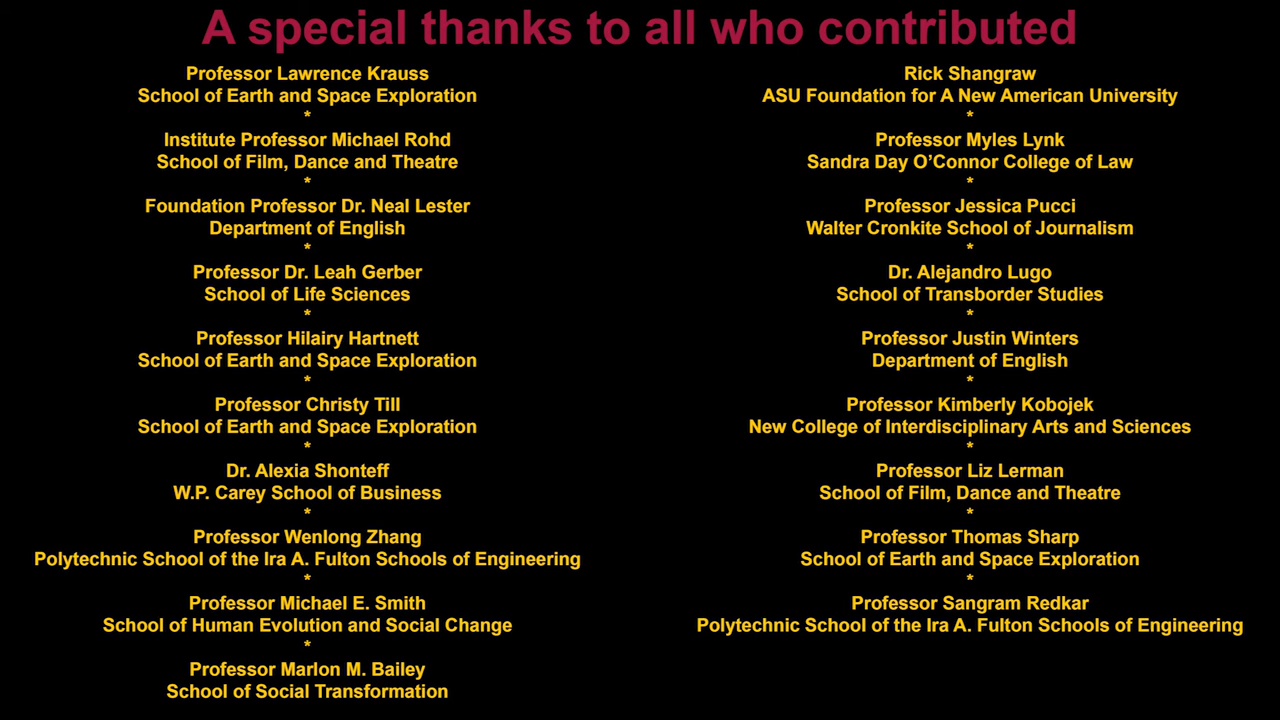 A special thanks to all who contributed
Professor Lawrence Krauss
School of Earth and Space Exploration
*
Institute Professor Michael Rohd
School of Film, Dance and Theatre
*
Foundation Professor Dr. Neal Lester
Department of English
*
Professor Dr. Leah Gerber
School of Life Sciences
*
Professor Hilairy Hartnett
School of Earth and Space Exploration
*
Professor Christy Till
School of Earth and Space Exploration
*
Dr. Alexia Shonteff
W.P. Carey School of Business
*
Professor Wenlong Zhang
Polytechnic School of the Ira A. Fulton Schools of Engineering
*
Professor Michael E. Smith
School of Human Evolution and Social Change
*
Professor Marlon M. Bailey
School of Social Transformation
Rick Shangraw
ASU Foundation for A New American University
*
Professor Myles Lynk
Sandra Day O’Connor College of Law
*
Professor Jessica Pucci
Walter Cronkite School of Journalism
*
Dr. Alejandro Lugo
School of Transborder Studies
*
Professor Justin Winters
Department of English
*
Professor Kimberly Kobojek
New College of Interdisciplinary Arts and Sciences
*
Professor Liz Lerman
School of Film, Dance and Theatre
*
Professor Thomas Sharp
School of Earth and Space Exploration
*
Professor Sangram Redkar
Polytechnic School of the Ira A. Fulton Schools of Engineering